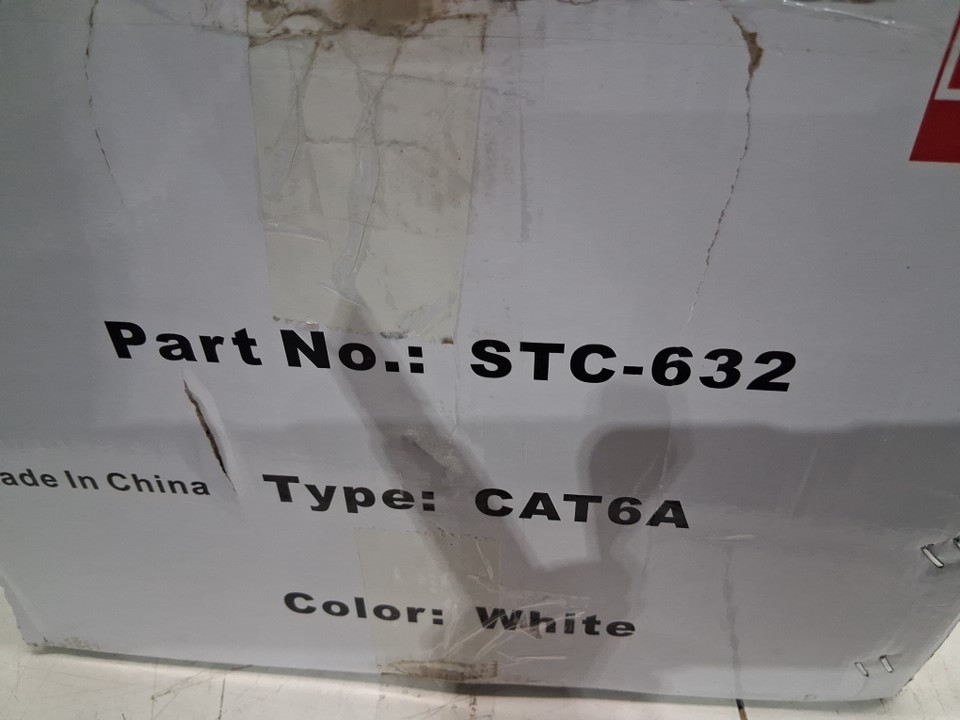 Part No.: STC-632
ade In China
Type: CAT6A
Color: White